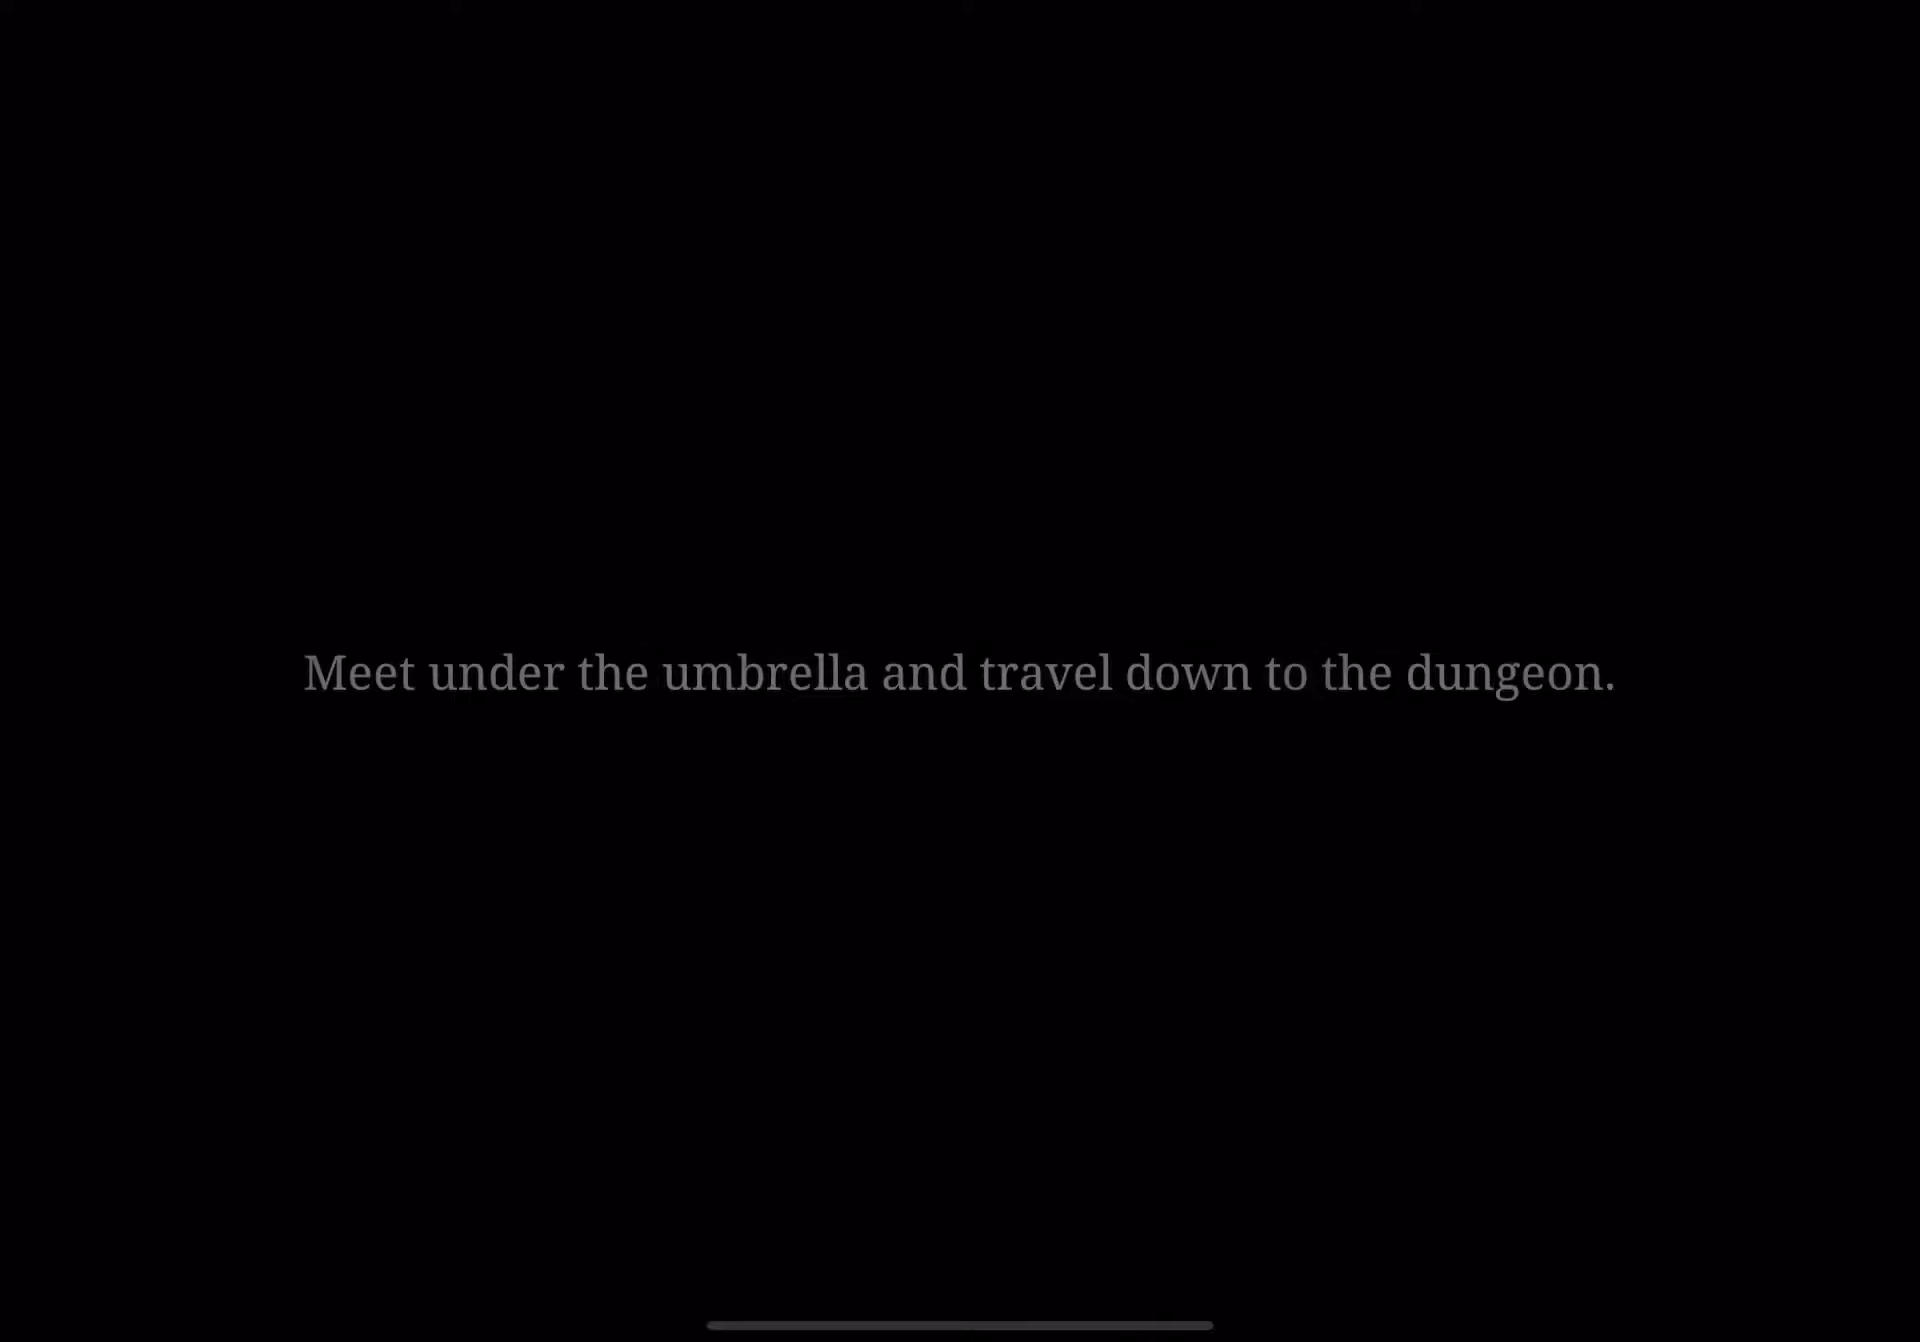 Meet under the umbrella and travel down to the dungeon.